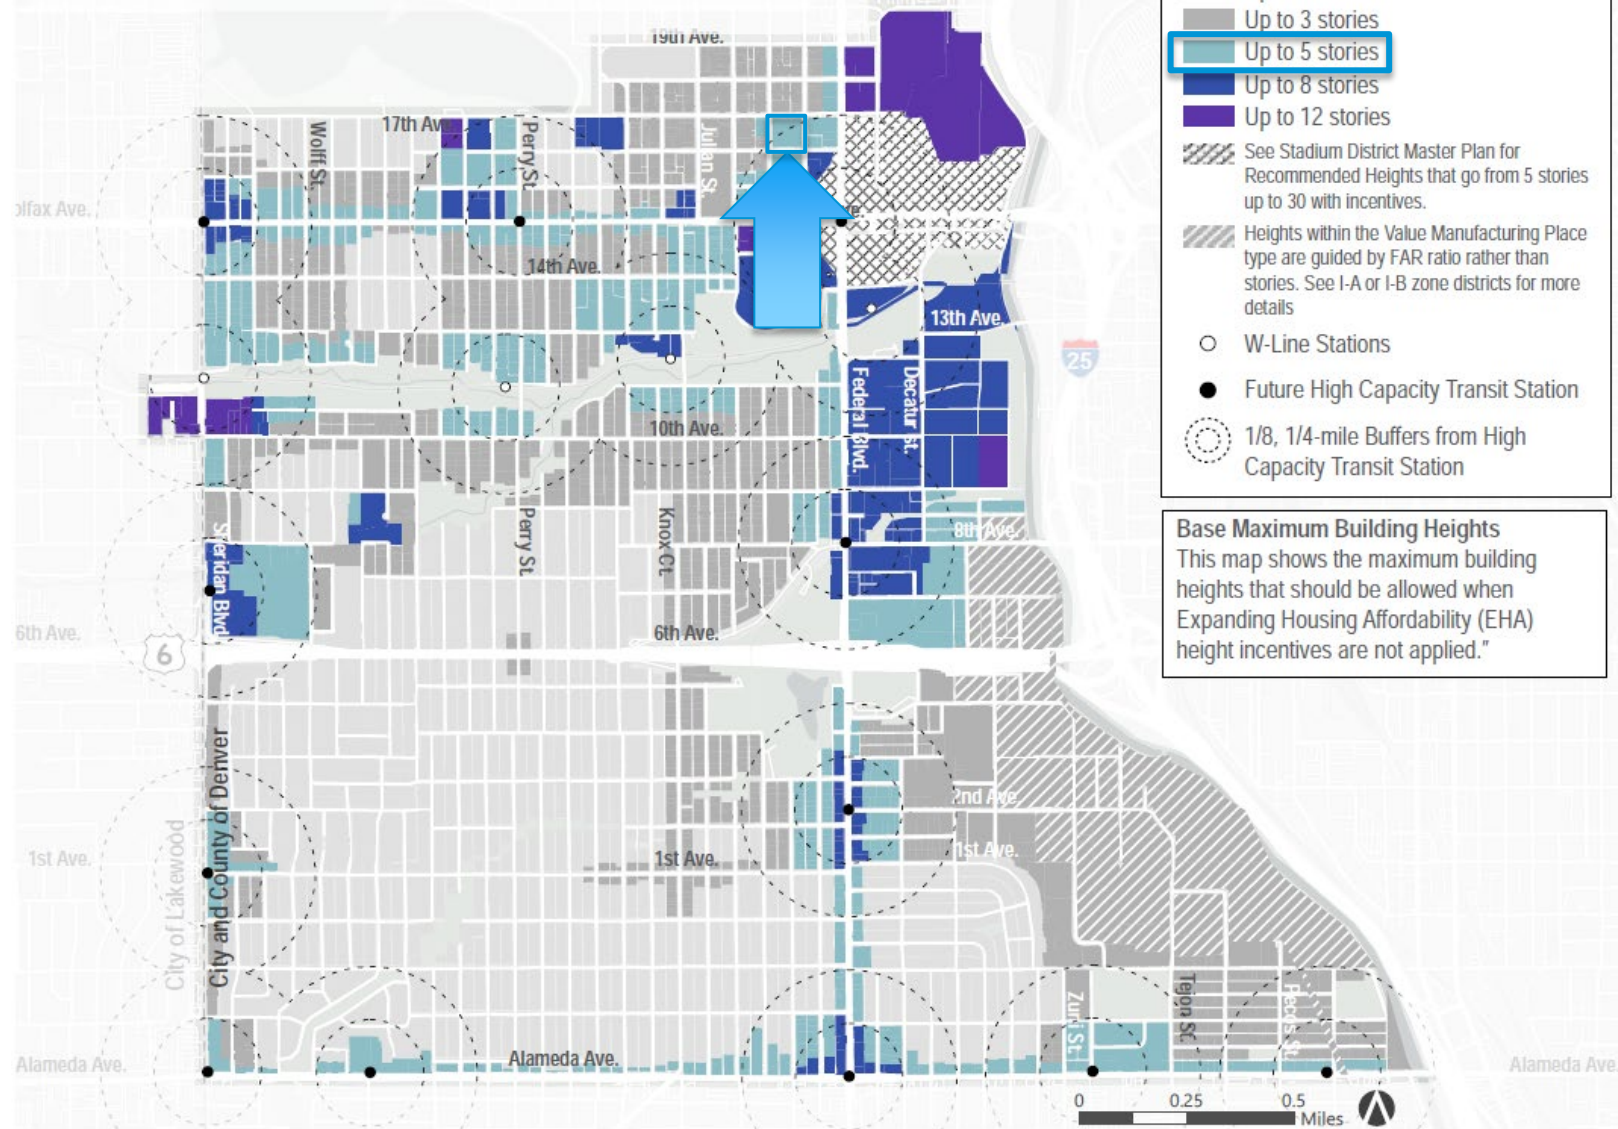 Up to 3 stories
Up to 5 stories
Up to 8 stories
Up to 12 stories
See Stadium District Master Plan for
Recommended Heights that go from 5 stories
up to 30 with incentives.
Heights within the Value Manufacturing Place
type are guided by FAR ratio rather than
stories. See I-A or I-B zone districts for more
details
W-Line Stations
Future High Capacity Transit Station
1/8, 1/4-mile Buffers from High
Capacity Transit Station
Base Maximum Building Heights
This map shows the maximum building
heights that should be allowed when
Expanding Housing Affordability (EHA)
height incentives are not applied.”
19th Ave.
17th Av
Wolff St.
Perry St.
Julian S
olfax Ave.
14th Ave.
13th Ave.
25
Federal Blvd.
Decatur St.
10th Ave.
Sheridan Blvd
Perry St.
Knox Ct.
8th Ave.
6th Ave.
6
6th Ave.
City of Lakewood
City and County of Denver
2nd Ave.
1st Ave.
1st Ave.
1st Ave.
Zuni St.
Tejon St.
Pecos St.
Alameda Ave.
Alameda Ave.
Alameda Ave
0 0.25 0.5
Miles